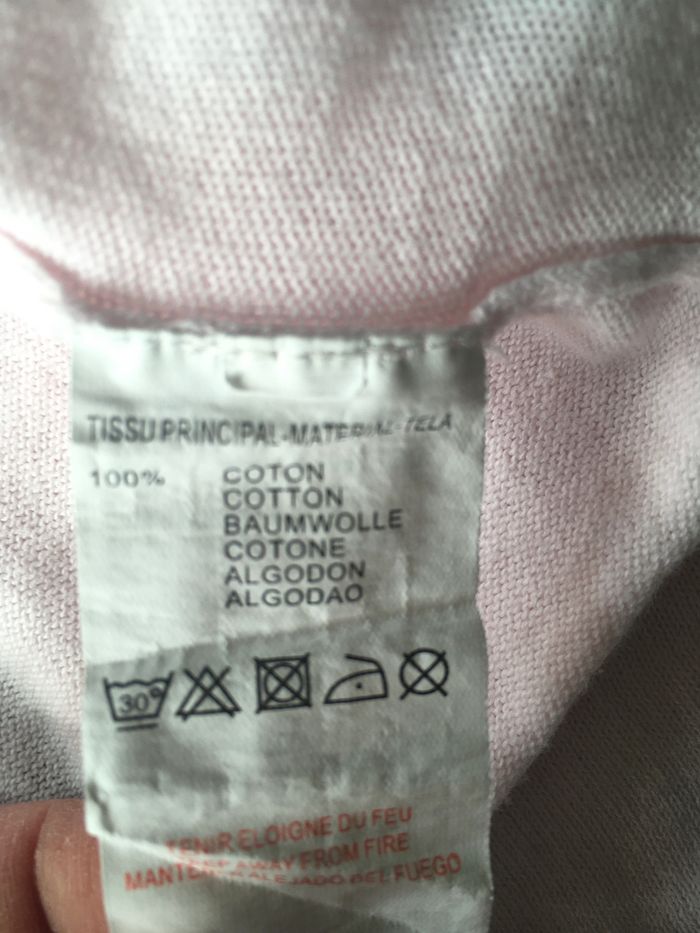 TISSU PRINCIPAL-MATERIAL-TELA
100% COTON
COTTON
BAUMWOLLE
COTONE
ALGODON
ALGODAO
30°
TENIR ELOIGNE DU FEU
KEEP AWAY FROM FIRE
ALEJADO DEL FUEGO